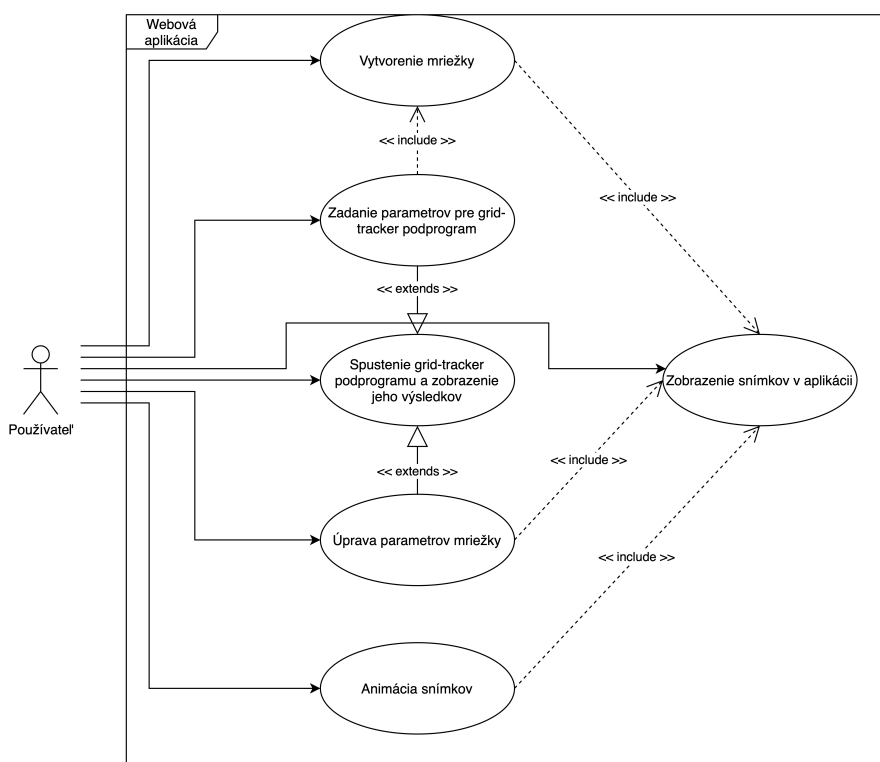 Webová
aplikácia
Vytvorenie mriežky
<< include >>
<< include >>
Zadanie parametrov pre grid-
tracker podprogram
<< extends >>
Spustenie grid-tracker
podprogramu a zobrazenie
jeho výsledkov
Zobrazenie snímkov v aplikácii
Používateľ
<< include >>
<< extends >>
Úprava parametrov mriežky
<< include >>
Animácia snímkov